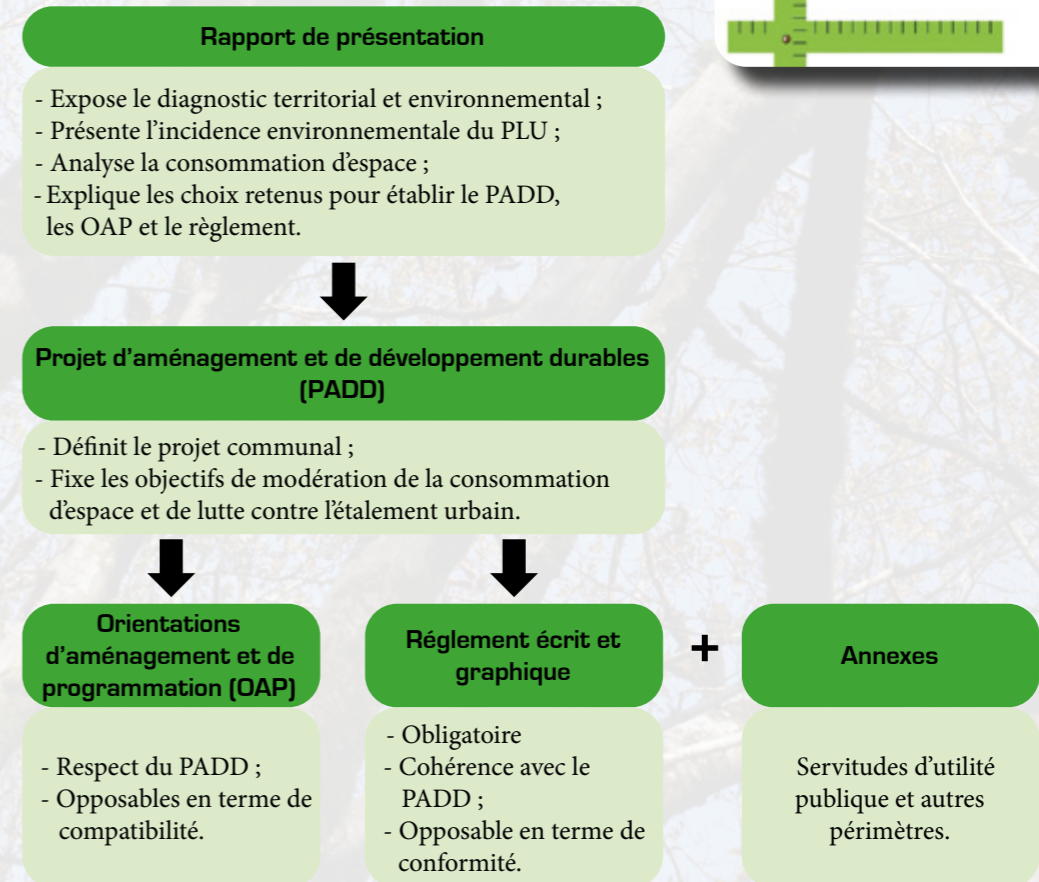 Rapport de présentation
- Expose le diagnostic territorial et environnemental ;
- Présente l'incidence environnementale du PLU ;
- Analyse la consommation d'espace ;
- Explique les choix retenus pour établir le PADD,
les OAP et le règlement.
Projet d'aménagement et de développement durables
(PADD)
- Définit le projet communal ;
- Fixe les objectifs de modération de la consommation
d'espace et de lutte contre l'étalement urbain.
Orientations
d'aménagement et de
programmation (OAP)
- Respect du PADD ;
- Opposables en terme de
compatibilité.
Réglement écrit et
graphique
- Obligatoire
- Cohérence avec le
PADD ;
- Opposable en terme de
conformité.
+
Annexes
Servitudes d'utilité
publique et autres
périmètres.